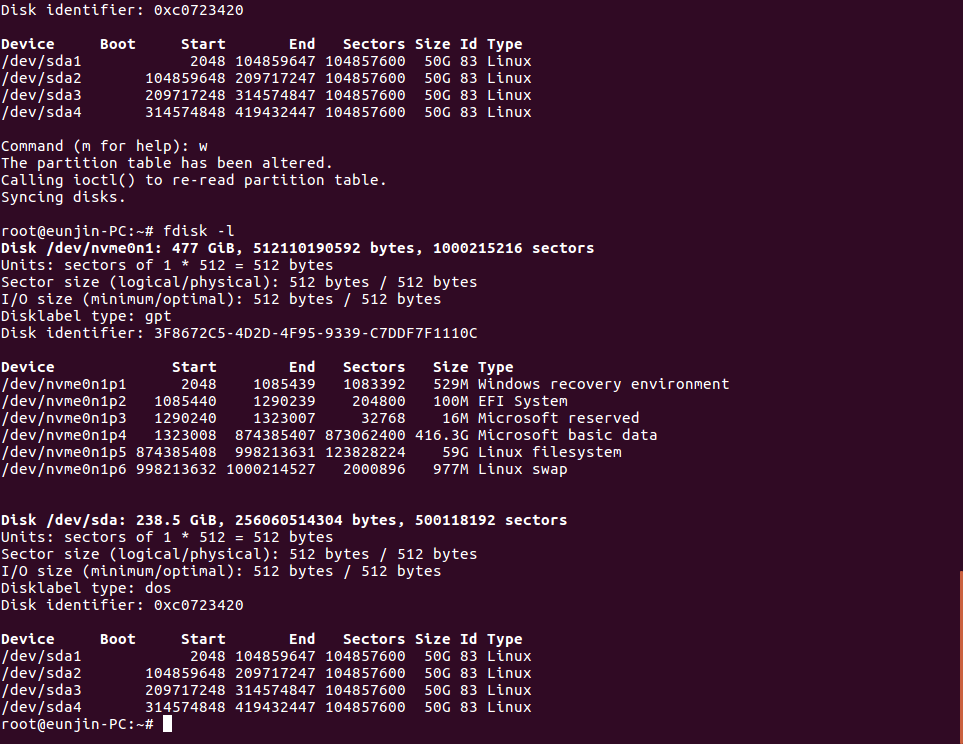 Disk identifier: 0xc0723420
Device     Boot     Start       End   Sectors Size Id Type
/dev/sda1            2048 104859647 104857600  50G 83 Linux
/dev/sda2       104859648 209717247 104857600  50G 83 Linux
/dev/sda3       209717248 314574847 104857600  50G 83 Linux
/dev/sda4       314574848 419432447 104857600  50G 83 Linux
Command (m for help): w
The partition table has been altered.
Calling ioctl() to re-read partition table.
Syncing disks.
root@eunjin-PC:~# fdisk -l
Disk /dev/nvme0n1: 477 GiB, 512110190592 bytes, 1000215216 sectors
Units: sectors of 1 * 512 = 512 bytes
Sector size (logical/physical): 512 bytes / 512 bytes
I/O size (minimum/optimal): 512 bytes / 512 bytes
Disklabel type: gpt
Disk identifier: 3F8672C5-4D2D-4F95-9339-C7DDF7F1110C
Device             Start        End   Sectors   Size Type
/dev/nvme0n1p1      2048    1085439   1083392   529M Windows recovery environment
/dev/nvme0n1p2   1085440    1290239    204800   100M EFI System
/dev/nvme0n1p3   1290240    1323007     32768    16M Microsoft reserved
/dev/nvme0n1p4   1323008  874385407 873062400 416.3G Microsoft basic data
/dev/nvme0n1p5 874385408  998213631 123828224    59G Linux filesystem
/dev/nvme0n1p6 998213632 1000214527   2000896   977M Linux swap
Disk /dev/sda: 238.5 GiB, 256060514304 bytes, 500118192 sectors
Units: sectors of 1 * 512 = 512 bytes
Sector size (logical/physical): 512 bytes / 512 bytes
I/O size (minimum/optimal): 512 bytes / 512 bytes
Disklabel type: dos
Disk identifier: 0xc0723420
Device     Boot     Start       End   Sectors Size Id Type
/dev/sda1            2048 104859647 104857600  50G 83 Linux
/dev/sda2       104859648 209717247 104857600  50G 83 Linux
/dev/sda3       209717248 314574847 104857600  50G 83 Linux
/dev/sda4       314574848 419432447 104857600  50G 83 Linux
root@eunjin-PC:~#